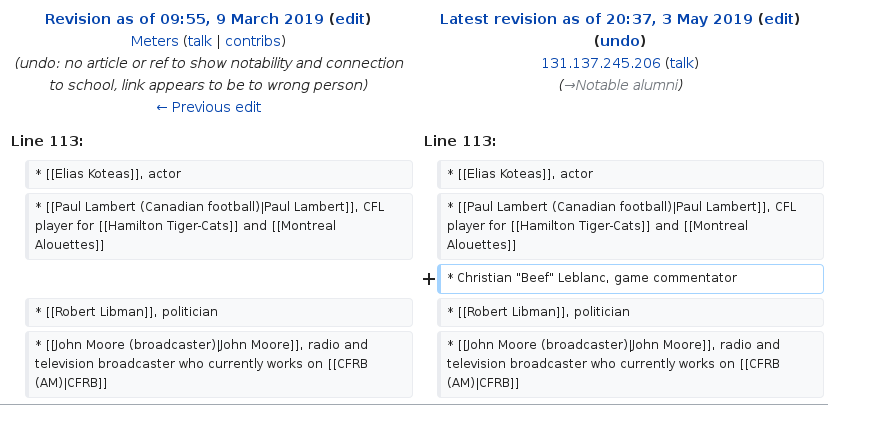 Revision as of 09:55, 9 March 2019 (edit)
Meters (talk | contribs)
(undo: no article or ref to show notability and connection
to school, link appears to be to wrong person)
← Previous edit
Latest revision as of 20:37, 3 May 2019 (edit)
(undo)
131.137.245.206 (talk)
(→Notable alumni)
Line 113:
Line 113:
* [[Elias Koteas]], actor
* [[Elias Koteas]], actor
* [[Paul Lambert (Canadian football)|Paul Lambert]], CFL
player for [[Hamilton Tiger-Cats]] and [[Montreal
Alouettes]]
* [[Paul Lambert (Canadian football)|Paul Lambert]], CFL
player for [[Hamilton Tiger-Cats]] and [[Montreal
Alouettes]]
+ * Christian "Beef" Leblanc, game commentator
* [[Robert Libman]], politician
* [[Robert Libman]], politician
* [[John Moore (broadcaster)|John Moore]], radio and
television broadcaster who currently works on [[CFRB
(AM)|CFRB]]
* [[John Moore (broadcaster)|John Moore]], radio and
television broadcaster who currently works on [[CFRB
(AM)|CFRB]]